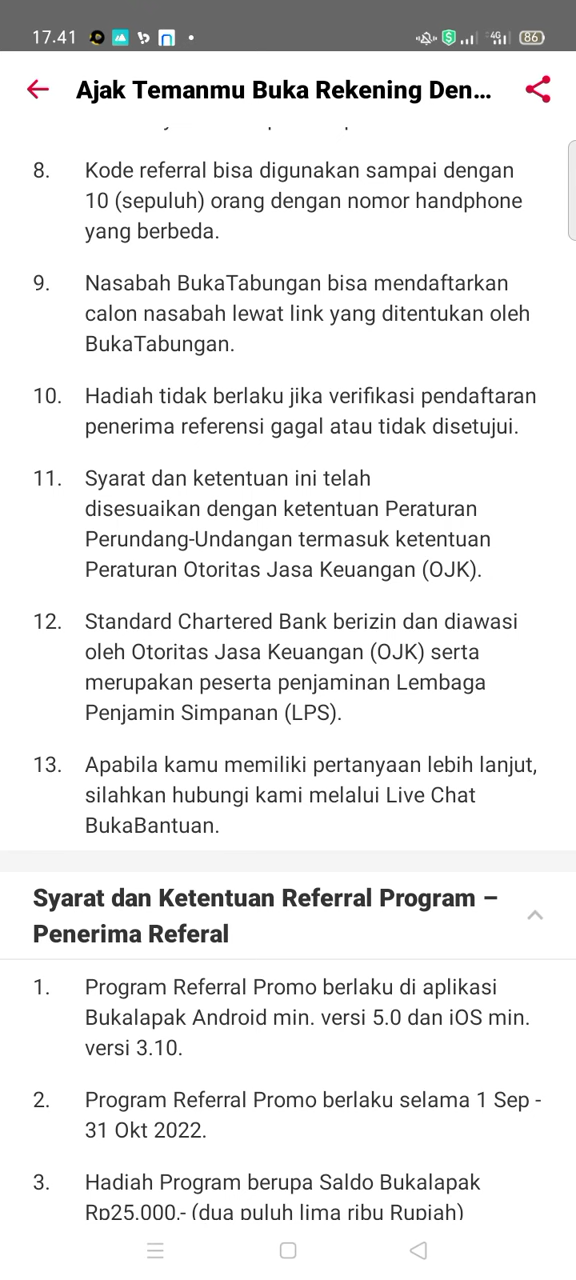 17.41
4G
86
Ajak Temanmu Buka Rekening Den...
8. Kode referral bisa digunakan sampai dengan
10 (sepuluh) orang dengan nomor handphone
yang berbeda.
9. Nasabah BukaTabungan bisa mendaftarkan
calon nasabah lewat link yang ditentukan oleh
BukaTabungan.
10. Hadiah tidak berlaku jika verifikasi pendaftaran
penerima referensi gagal atau tidak disetujui.
11. Syarat dan ketentuan ini telah
disesuaikan dengan ketentuan Peraturan
Perundang-Undangan termasuk ketentuan
Peraturan Otoritas Jasa Keuangan (OJK).
12. Standard Chartered Bank berizin dan diawasi
oleh Otoritas Jasa Keuangan (OJK) serta
merupakan peserta penjaminan Lembaga
Penjamin Simpanan (LPS).
13. Apabila kamu memiliki pertanyaan lebih lanjut,
silahkan hubungi kami melalui Live Chat
BukaBantuan.
Syarat dan Ketentuan Referral Program –
Penerima Referal
1. Program Referral Promo berlaku di aplikasi
Bukalapak Android min. versi 5.0 dan iOS min.
versi 3.10.
2. Program Referral Promo berlaku selama 1 Sep -
31 Okt 2022.
3. Hadiah Program berupa Saldo Bukalapak
Rp25.000,- (dua puluh lima ribu Rupiah)